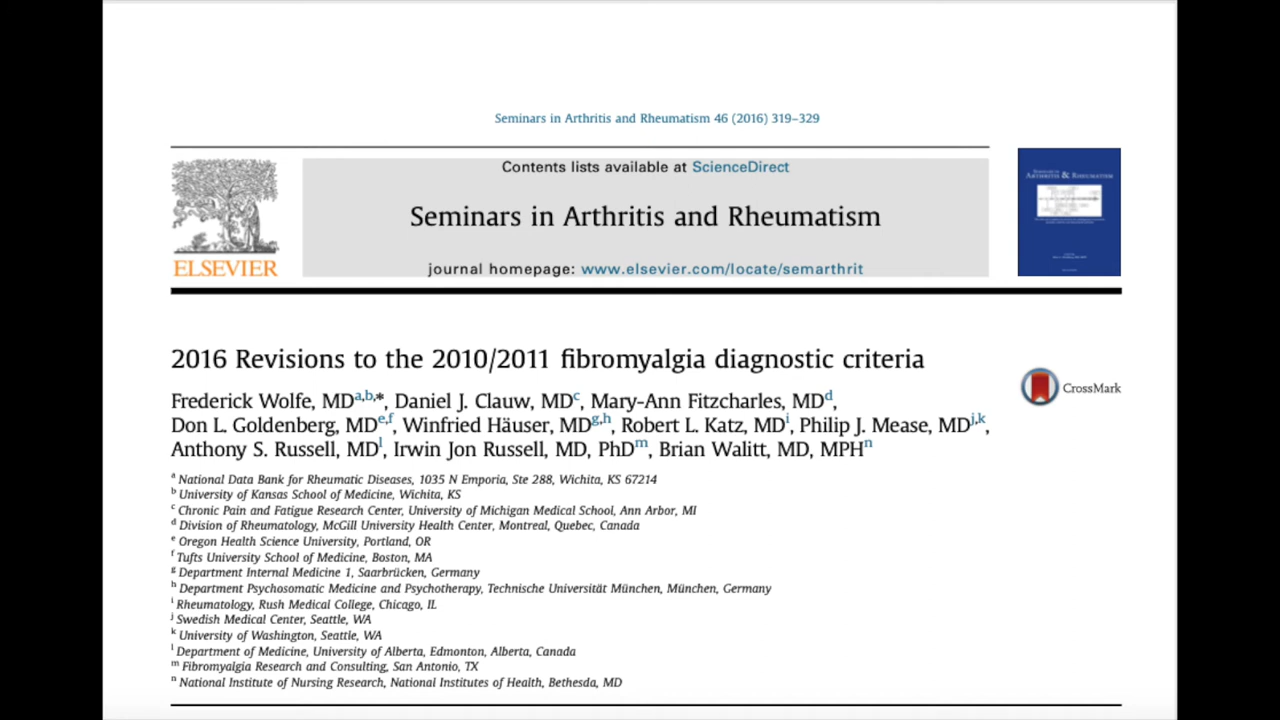 Seminars in Arthritis and Rheumatism 46 (2016) 319–329
Contents lists available at ScienceDirect
Seminars in Arthritis and Rheumatism
journal homepage: www.elsevier.com/locate/semarthrit
ELSEVIER
ARTHRITIS & RHEUMATISM
2016 Revisions to the 2010/2011 fibromyalgia diagnostic criteria
CrossMark
Frederick Wolfe, MDa,b,*, Daniel J. Clauw, MDc, Mary-Ann Fitzcharles, MDd,
Don L. Goldenberg, MDe,f, Winfried Häuser, MDg,h, Robert L. Katz, MDi, Philip J. Mease, MDj,k,
Anthony S. Russell, MDl, Irwin Jon Russell, MD, PhDm, Brian Walitt, MD, MPHn
a National Data Bank for Rheumatic Diseases, 1035 N Emporia, Ste 288, Wichita, KS 67214
b University of Kansas School of Medicine, Wichita, KS
c Chronic Pain and Fatigue Research Center, University of Michigan Medical School, Ann Arbor, MI
d Division of Rheumatology, McGill University Health Center, Montreal, Quebec, Canada
e Oregon Health Science University, Portland, OR
f Tufts University School of Medicine, Boston, MA
g Department Internal Medicine 1, Saarbrücken, Germany
h Department Psychosomatic Medicine and Psychotherapy, Technische Universität München, München, Germany
i Rheumatology, Rush Medical College, Chicago, IL
j Swedish Medical Center, Seattle, WA
k University of Washington, Seattle, WA
l Department of Medicine, University of Alberta, Edmonton, Alberta, Canada
m Fibromyalgia Research and Consulting, San Antonio, TX
n National Institute of Nursing Research, National Institutes of Health, Bethesda, MD